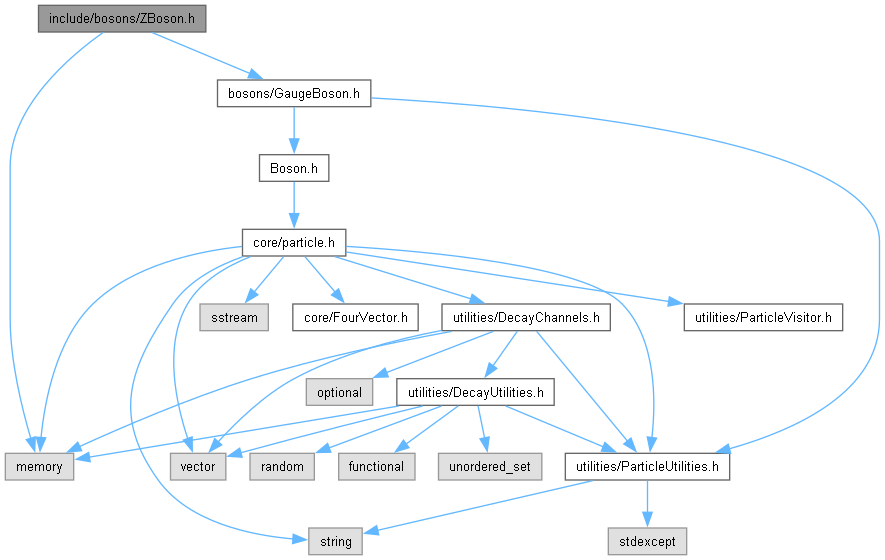 include/bosons/ZBoson.h
bosons/GaugeBoson.h
Boson.h
core/particle.h
sstream
core/FourVector.h
utilities/DecayChannels.h
utilities/ParticleVisitor.h
optional
utilities/DecayUtilities.h
memory
vector
random
functional
unordered_set
utilities/ParticleUtilities.h
string
stdexcept